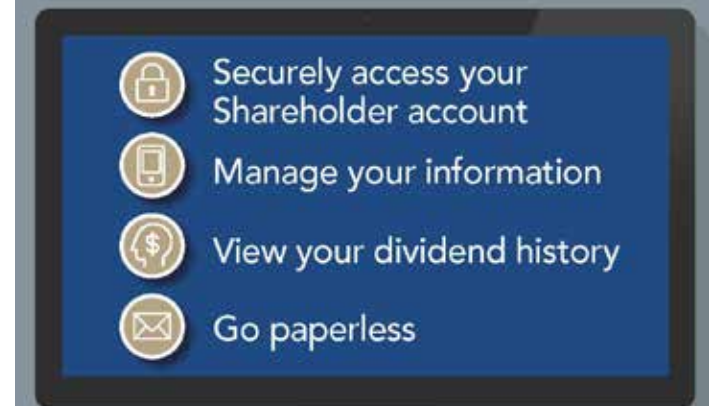 Securely access your
Shareholder account
Manage your information
View your dividend history
Go paperless